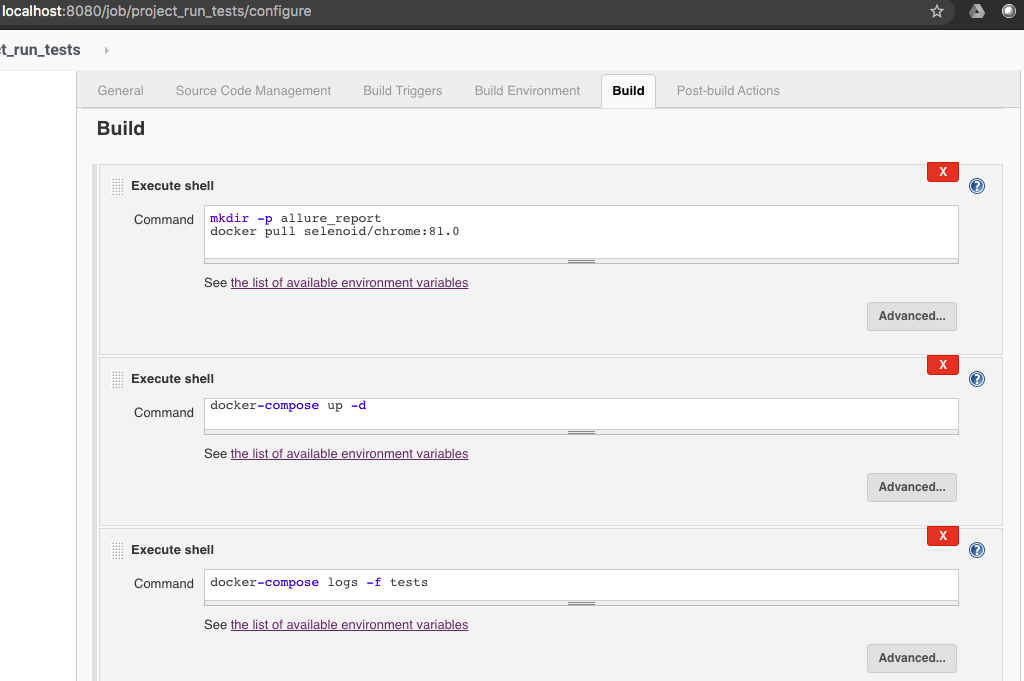 localhost:8080/job/project_run_tests/configure
t_run_tests
General Source Code Management Build Triggers Build Environment Build Post-build Actions
Build
X
Execute shell
Command
mkdir -p allure_report
docker pull selenoid/chrome:81.0
See the list of available environment variables
Advanced...
X
Execute shell
Command
docker-compose up -d
See the list of available environment variables
Advanced...
X
Execute shell
Command
docker-compose logs -f tests
See the list of available environment variables
Advanced...